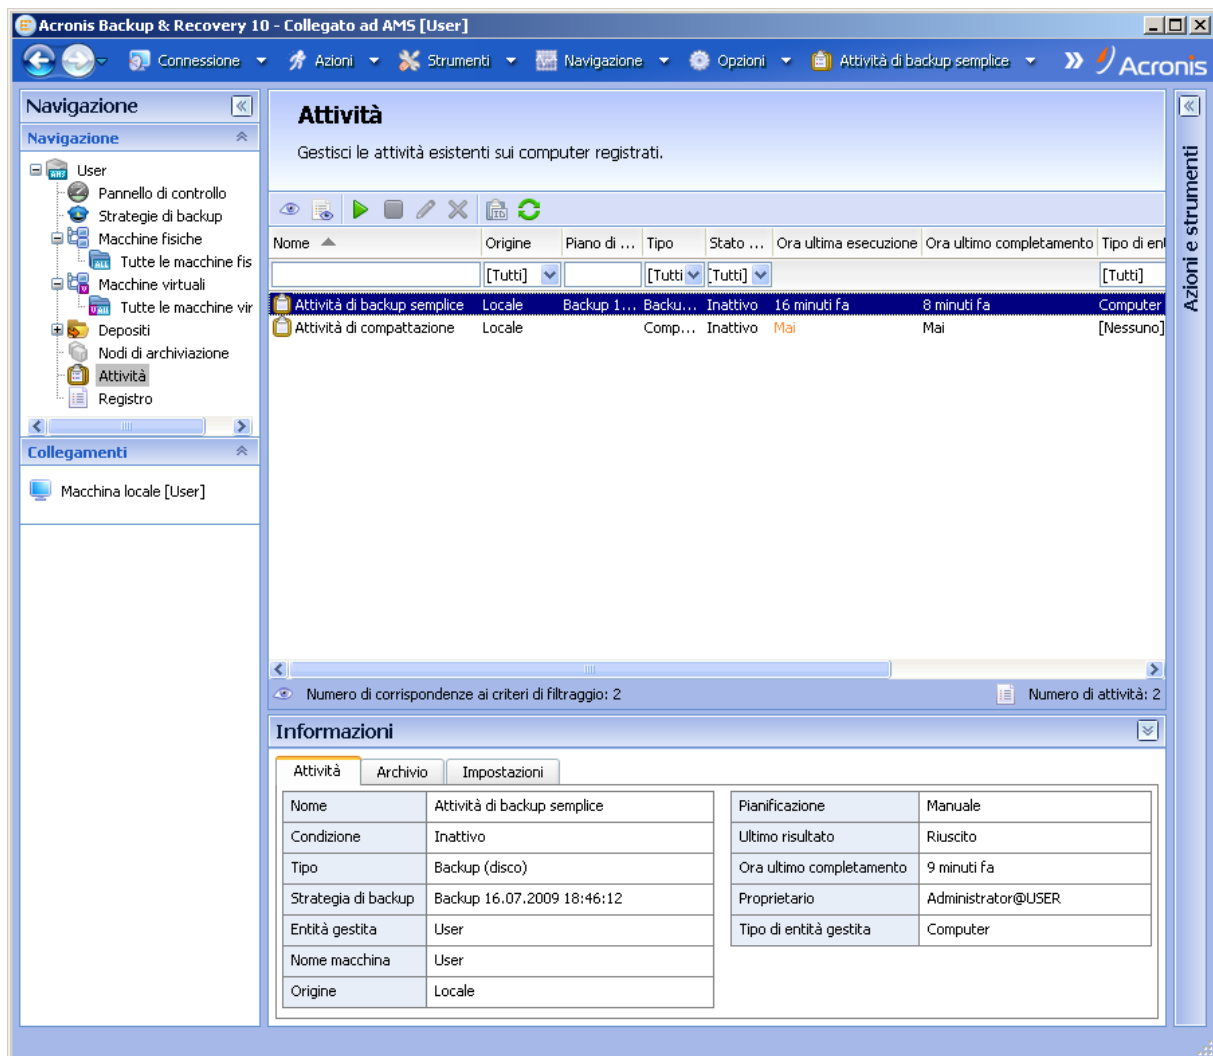 Acronis Backup & Recovery 10 - Collegato ad AMS [User]
Connessione Azioni Strumenti Navigazione Opzioni Attività di backup semplice Acronis
Navigazione
Navigazione
User
Pannello di controllo
Strategie di backup
Macchine fisiche
Tutte le macchine fis
Macchine virtuali
Tutte le macchine vir
Depositi
Nodi di archiviazione
Attività
Registro
Collegamenti
Macchina locale [User]
Attività
Gestisci le attività esistenti sui computer registrati.
Nome Origine Piano di ... Tipo Stato ... Ora ultima esecuzione Ora ultimo completamento Tipo di ent
[Tutti] [Tutti [Tutti] [Tutti]
Attività di backup semplice Locale Backup 1... Backu... Inattivo 16 minuti fa 8 minuti fa Computer
Attività di compattazione Locale Comp... Inattivo Mai Mai [Nessuno]
Numero di corrispondenze ai criteri di filtraggio: 2 Numero di attività: 2
Informazioni
Attività Archivio Impostazioni
Nome Attività di backup semplice
Condizione Inattivo
Tipo Backup (disco)
Strategia di backup Backup 16.07.2009 18:46:12
Entità gestita User
Nome macchina User
Origine Locale
Pianificazione Manuale
Ultimo risultato Riuscito
Ora ultimo completamento 9 minuti fa
Proprietario Administrator@USER
Tipo di entità gestita Computer
Azioni e strumenti